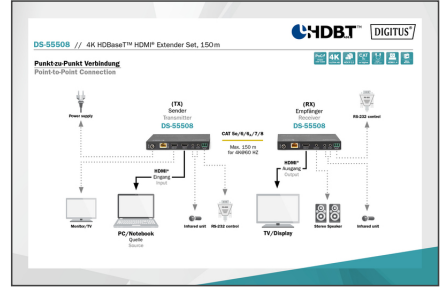 HDBT™
DIGITUS®
DS-55508 // 4K HDBaseT™ HDMI® Extender Set, 150m
4K
CAT
Punkt-zu-Punkt Verbindung
Point-to-Point Connection
(TX)
Sender
Transmitter
DS-55508
(RX)
Empfänger
Receiver
DS-55508
Power supply
RS-232 control
CAT 5e/6/6A/7/8
Max. 150 m
for 4K@60 HZ
HDMI®
Eingang
Input
HDMI®
Ausgang
Output
Monitor/TV
PC/Notebook
Quelle
Source
Infrared unit
RS-232 control
TV/Display
Stereo Speaker
Infrared unit